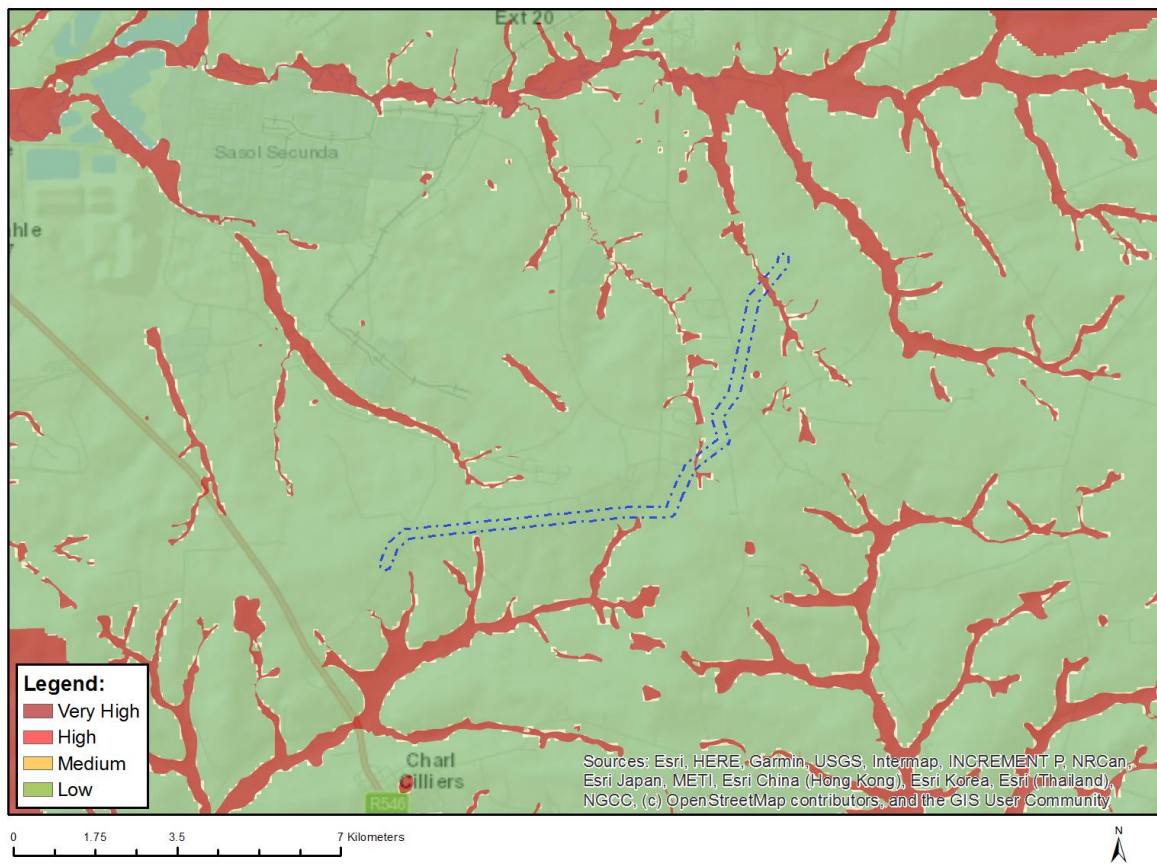 Ext 20
Sasol Secunda
hle
Legend:
Very High
High
Medium
Low
Charl
Cilliers
R546
Sources: Esri, HERE, Garmin, USGS, Intermap, INCREMENT P, NRCan,
Esri Japan, METI, Esri China (Hong Kong), Esri Korea, Esri (Thailand),
NGCC, (c) OpenStreetMap contributors, and the GIS User Community
0 1.75 3.5 7 Kilometers
N